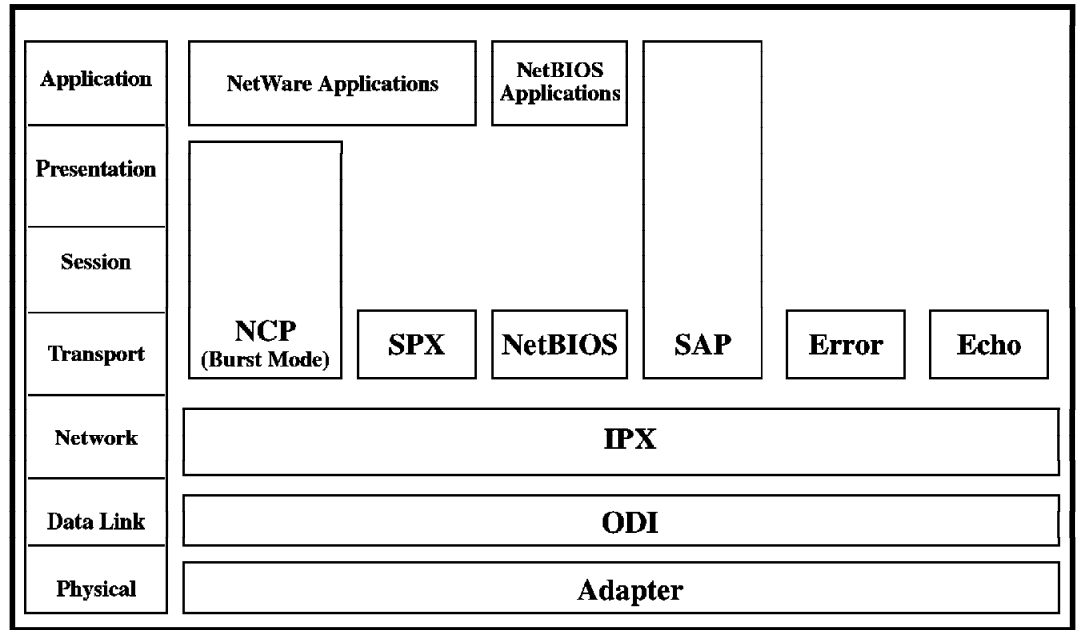 Application
NetWare Applications
NetBIOS
Applications
Presentation
Session
Transport
NCP
(Burst Mode)
SPX
NetBIOS
SAP
Error
Echo
Network
IPX
Data Link
ODI
Physical
Adapter